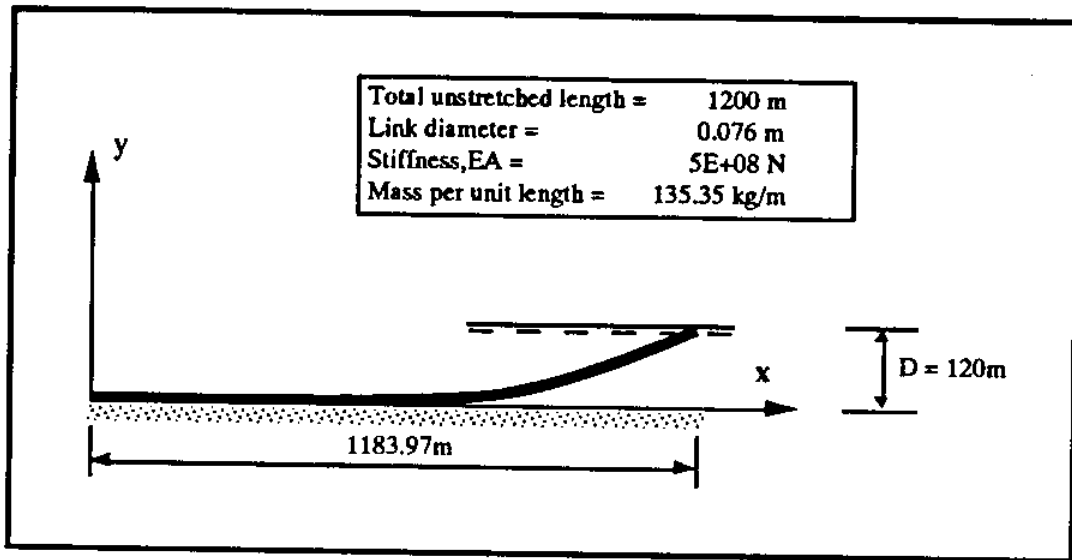 Total unstretched length = 1200 m
Link diameter = 0.076 m
Stiffness,EA = 5E+08 N
Mass per unit length = 135.35 kg/m
y
x
D = 120m
1183.97m